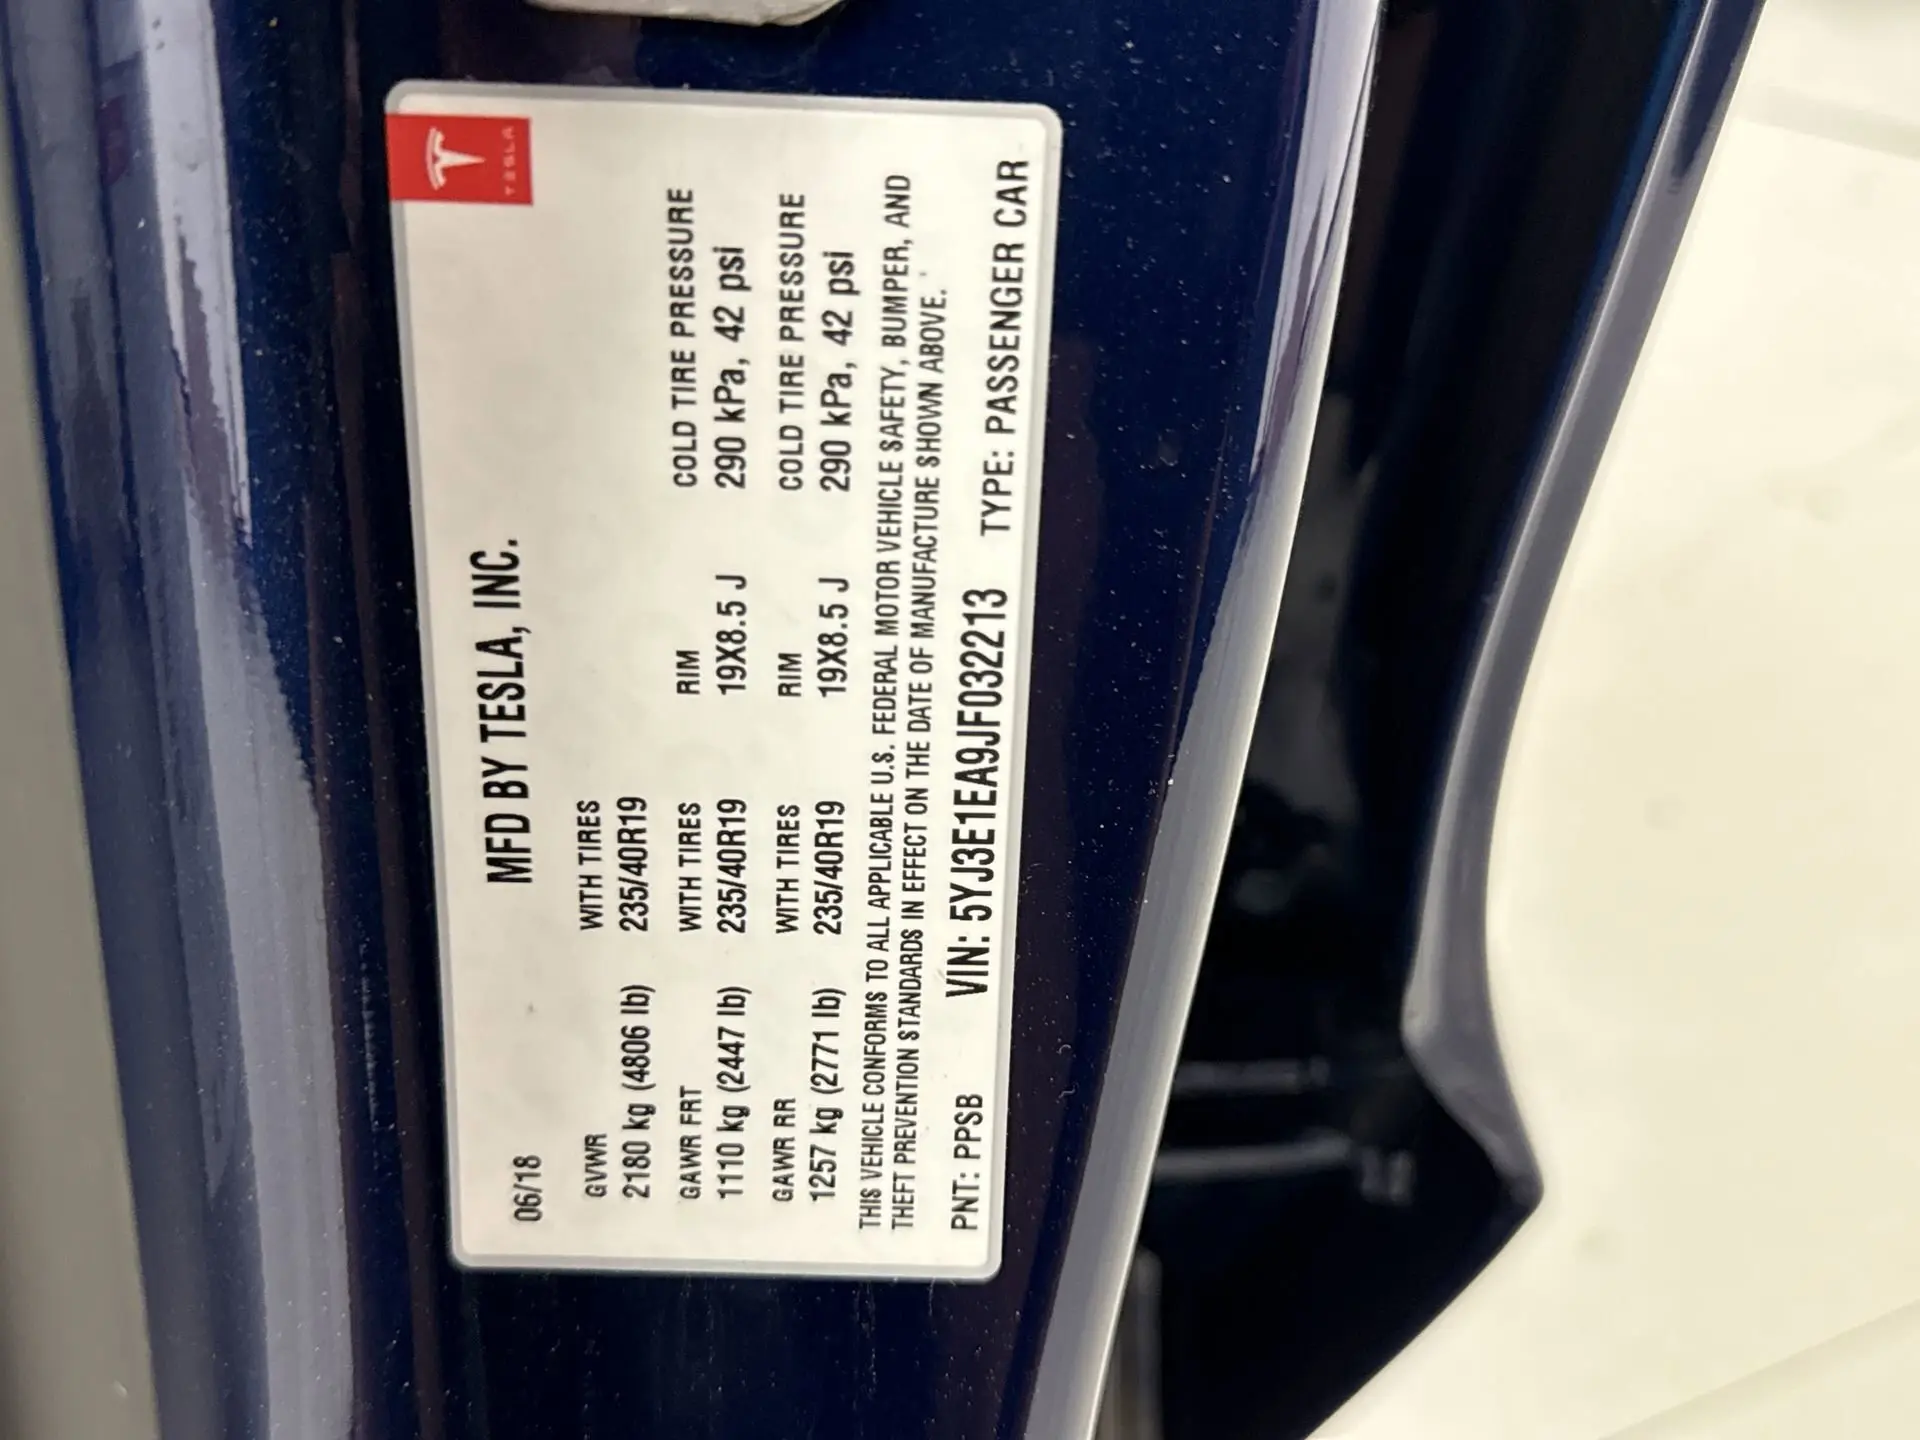 TESLA
06/18 MFD BY TESLA, INC.
GVWR WITH TIRES
2180 kg (4806 lb) 235/40R19
GAWR FRT WITH TIRES RIM COLD TIRE PRESSURE
1110 kg (2447 lb) 235/40R19 19X8.5 J 290 kPa, 42 psi
GAWR RR WITH TIRES RIM COLD TIRE PRESSURE
1257 kg (2771 lb) 235/40R19 19X8.5 J 290 kPa, 42 psi
THIS VEHICLE CONFORMS TO ALL APPLICABLE U.S. FEDERAL MOTOR VEHICLE SAFETY, BUMPER, AND
THEFT PREVENTION STANDARDS IN EFFECT ON THE DATE OF MANUFACTURE SHOWN ABOVE.
PNT: PPSB VIN: 5YJ3E1EA9JF032213 TYPE: PASSENGER CAR